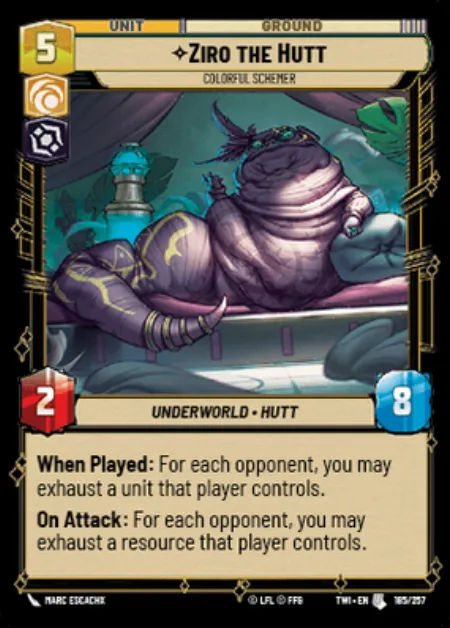 UNIT
GROUND
5
✧ZIRO THE HUTT
COLORFUL SCHEMER
2
UNDERWORLD • HUTT
8
When Played: For each opponent, you may
exhaust a unit that player controls.
On Attack: For each opponent, you may
exhaust a resource that player controls.
MARC ESCACHX
© LFL © FFG
TWI • EN
185/257